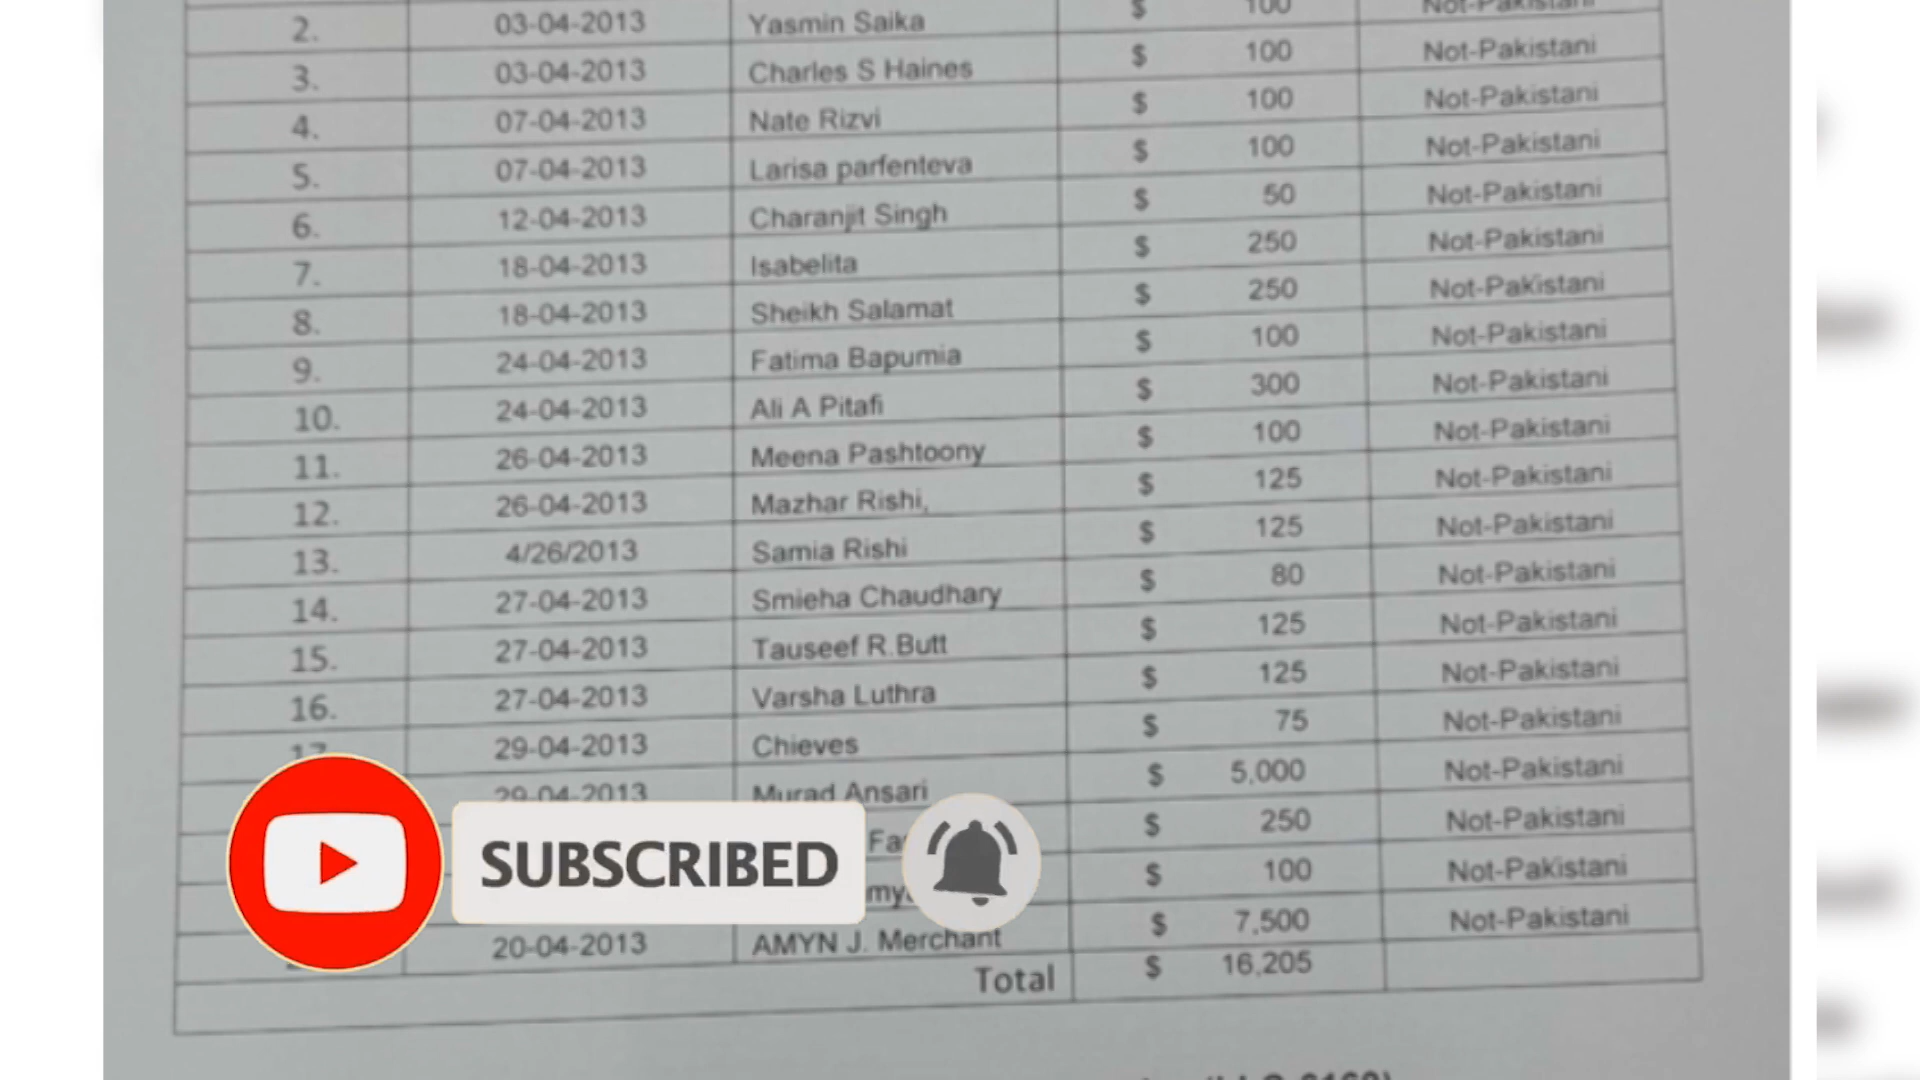 2. 03-04-2013 Yasmin Saika $ 100 Not-Pakistani
3. 03-04-2013 Charles S Haines $ 100 Not-Pakistani
4. 07-04-2013 Nate Rizvi $ 100 Not-Pakistani
5. 07-04-2013 Larisa parfenteva $ 100 Not-Pakistani
6. 12-04-2013 Charanjit Singh $ 50 Not-Pakistani
7. 18-04-2013 Isabelita $ 250 Not-Pakistani
8. 18-04-2013 Sheikh Salamat $ 250 Not-Pakistani
9. 24-04-2013 Fatima Bapumia $ 100 Not-Pakistani
10. 24-04-2013 Ali A Pitafi $ 300 Not-Pakistani
11. 26-04-2013 Meena Pashtoony $ 100 Not-Pakistani
12. 26-04-2013 Mazhar Rishi, $ 125 Not-Pakistani
13. 4/26/2013 Samia Rishi $ 125 Not-Pakistani
14. 27-04-2013 Smieha Chaudhary $ 80 Not-Pakistani
15. 27-04-2013 Tauseef R.Butt $ 125 Not-Pakistani
16. 27-04-2013 Varsha Luthra $ 125 Not-Pakistani
17. 29-04-2013 Chieves $ 75 Not-Pakistani
29-04-2013 Murad Ansari $ 5,000 Not-Pakistani
$ 250 Not-Pakistani
$ 100 Not-Pakistani
20-04-2013 AMYN J. Merchant $ 7,500 Not-Pakistani
Total $ 16,205
SUBSCRIBED